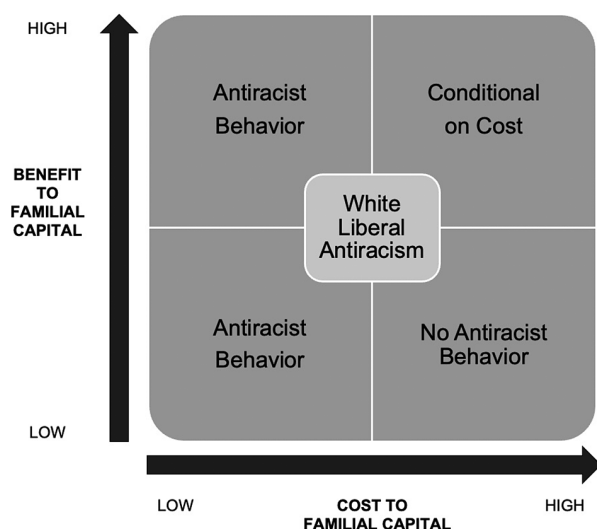 HIGH
Antiracist
Behavior
Conditional
on Cost
BENEFIT
TO
FAMILIAL
CAPITAL
White
Liberal
Antiracism
Antiracist
Behavior
No Antiracist
Behavior
LOW
LOW
COST TO
FAMILIAL CAPITAL
HIGH